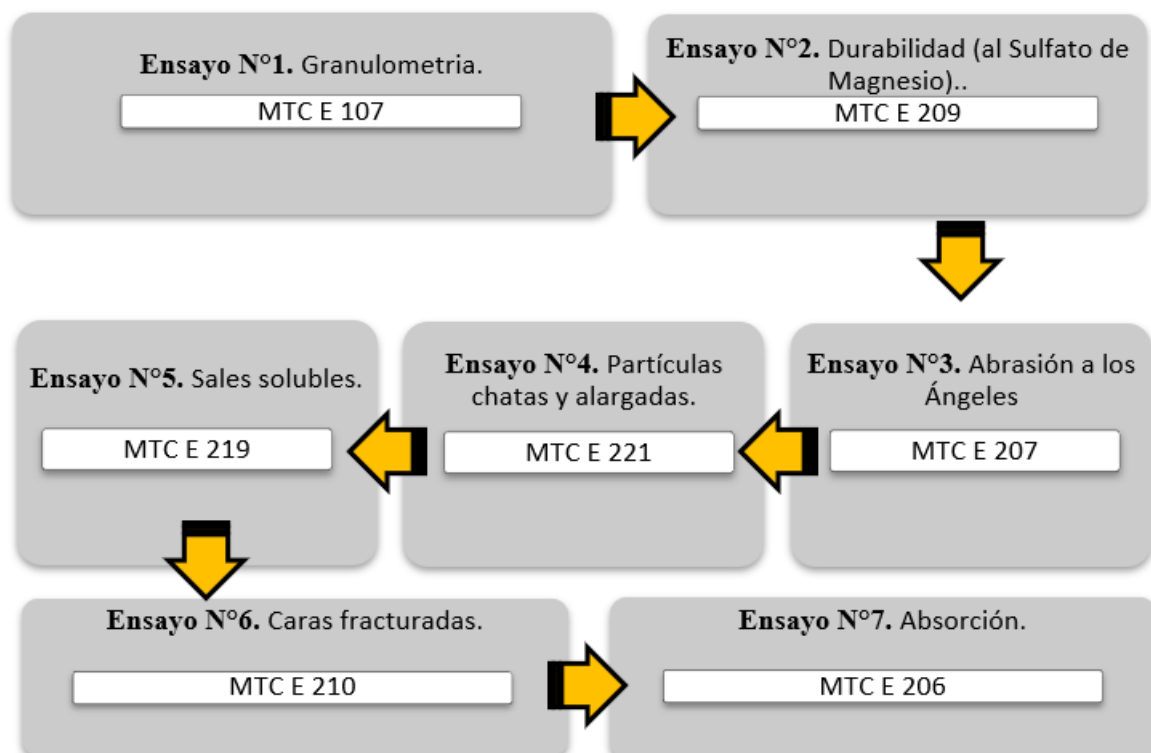 Ensayo N°1. Granulometria.
MTC E 107
Ensayo N°2. Durabilidad (al Sulfato de
Magnesio)..
MTC E 209
Ensayo N°3. Abrasión a los
Ángeles
MTC E 207
Ensayo N°4. Partículas
chatas y alargadas.
MTC E 221
Ensayo N°5. Sales solubles.
MTC E 219
Ensayo N°6. Caras fracturadas.
MTC E 210
Ensayo N°7. Absorción.
MTC E 206